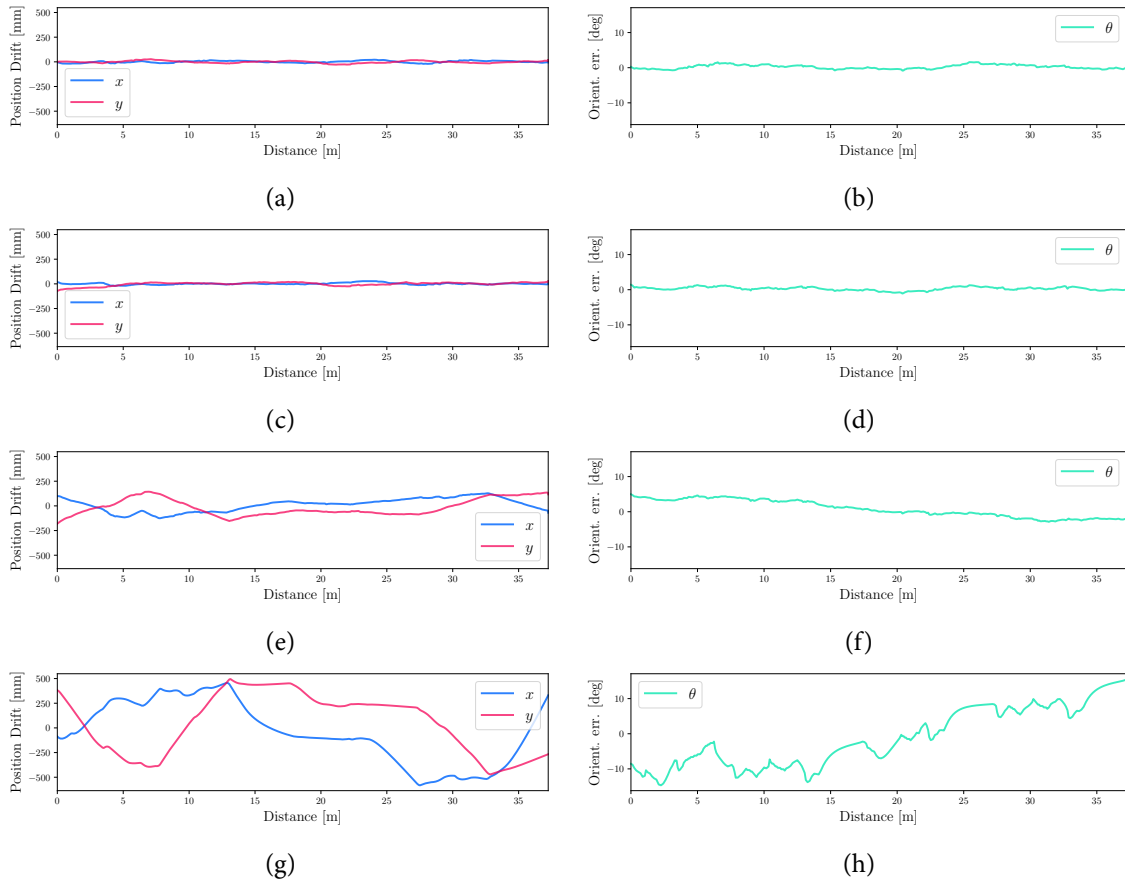 500
250
0
−250
−500
Position Drift [mm]
x
y
0 5 10 15 20 25 30 35
Distance [m]
(a)
10
0
−10
Orient. err. [deg]
θ
0 5 10 15 20 25 30 35
Distance [m]
(b)
500
250
0
−250
−500
Position Drift [mm]
x
y
0 5 10 15 20 25 30 35
Distance [m]
(c)
10
0
−10
Orient. err. [deg]
θ
0 5 10 15 20 25 30 35
Distance [m]
(d)
500
250
0
−250
−500
Position Drift [mm]
x
y
0 5 10 15 20 25 30 35
Distance [m]
(e)
10
0
−10
Orient. err. [deg]
θ
0 5 10 15 20 25 30 35
Distance [m]
(f)
500
250
0
−250
−500
Position Drift [mm]
x
y
0 5 10 15 20 25 30 35
Distance [m]
(g)
10
0
−10
Orient. err. [deg]
θ
0 5 10 15 20 25 30 35
Distance [m]
(h)